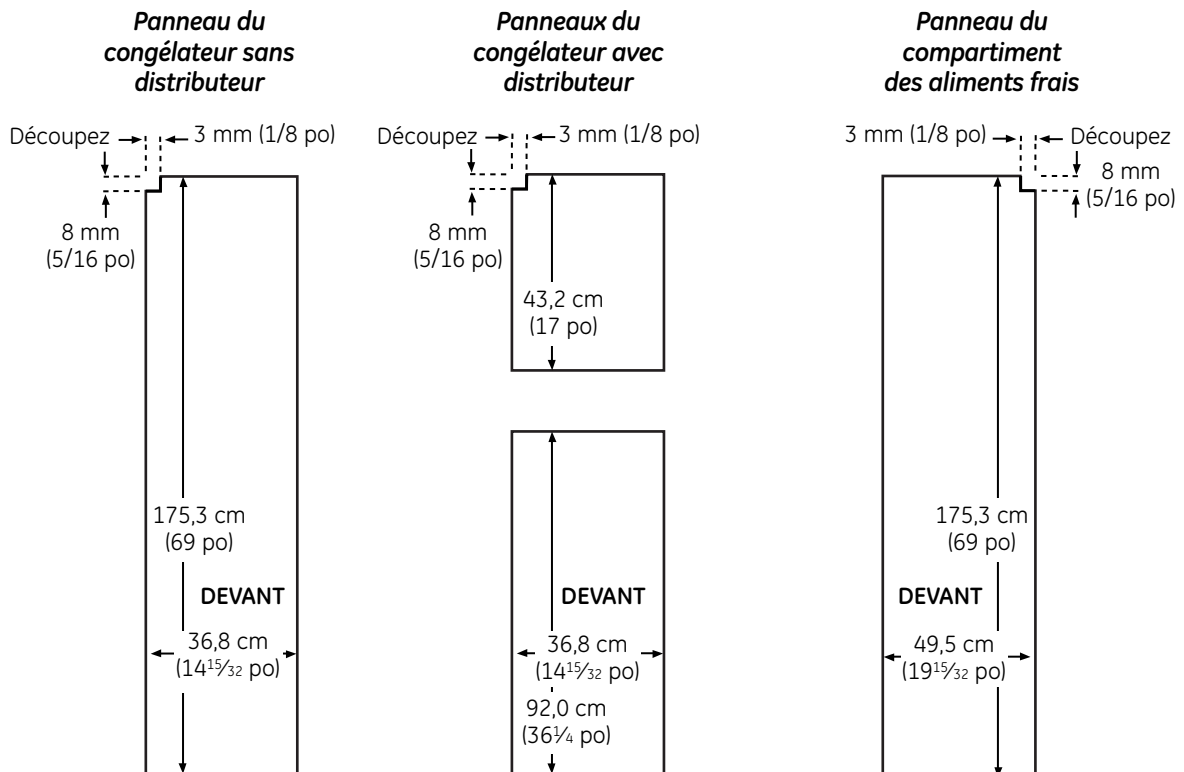 Panneau du
congélateur sans
distributeur
Découpez
3 mm (1/8 po)
8 mm
(5/16 po)
175,3 cm
(69 po)
DEVANT
36,8 cm
(14 15/32 po)
Panneaux du
congélateur avec
distributeur
Découpez
3 mm (1/8 po)
8 mm
(5/16 po)
43,2 cm
(17 po)
DEVANT
36,8 cm
(14 15/32 po)
92,0 cm
(36 1/4 po)
Panneau du
compartiment
des aliments frais
3 mm (1/8 po)
Découpez
8 mm
(5/16 po)
175,3 cm
(69 po)
DEVANT
49,5 cm
(19 15/32 po)